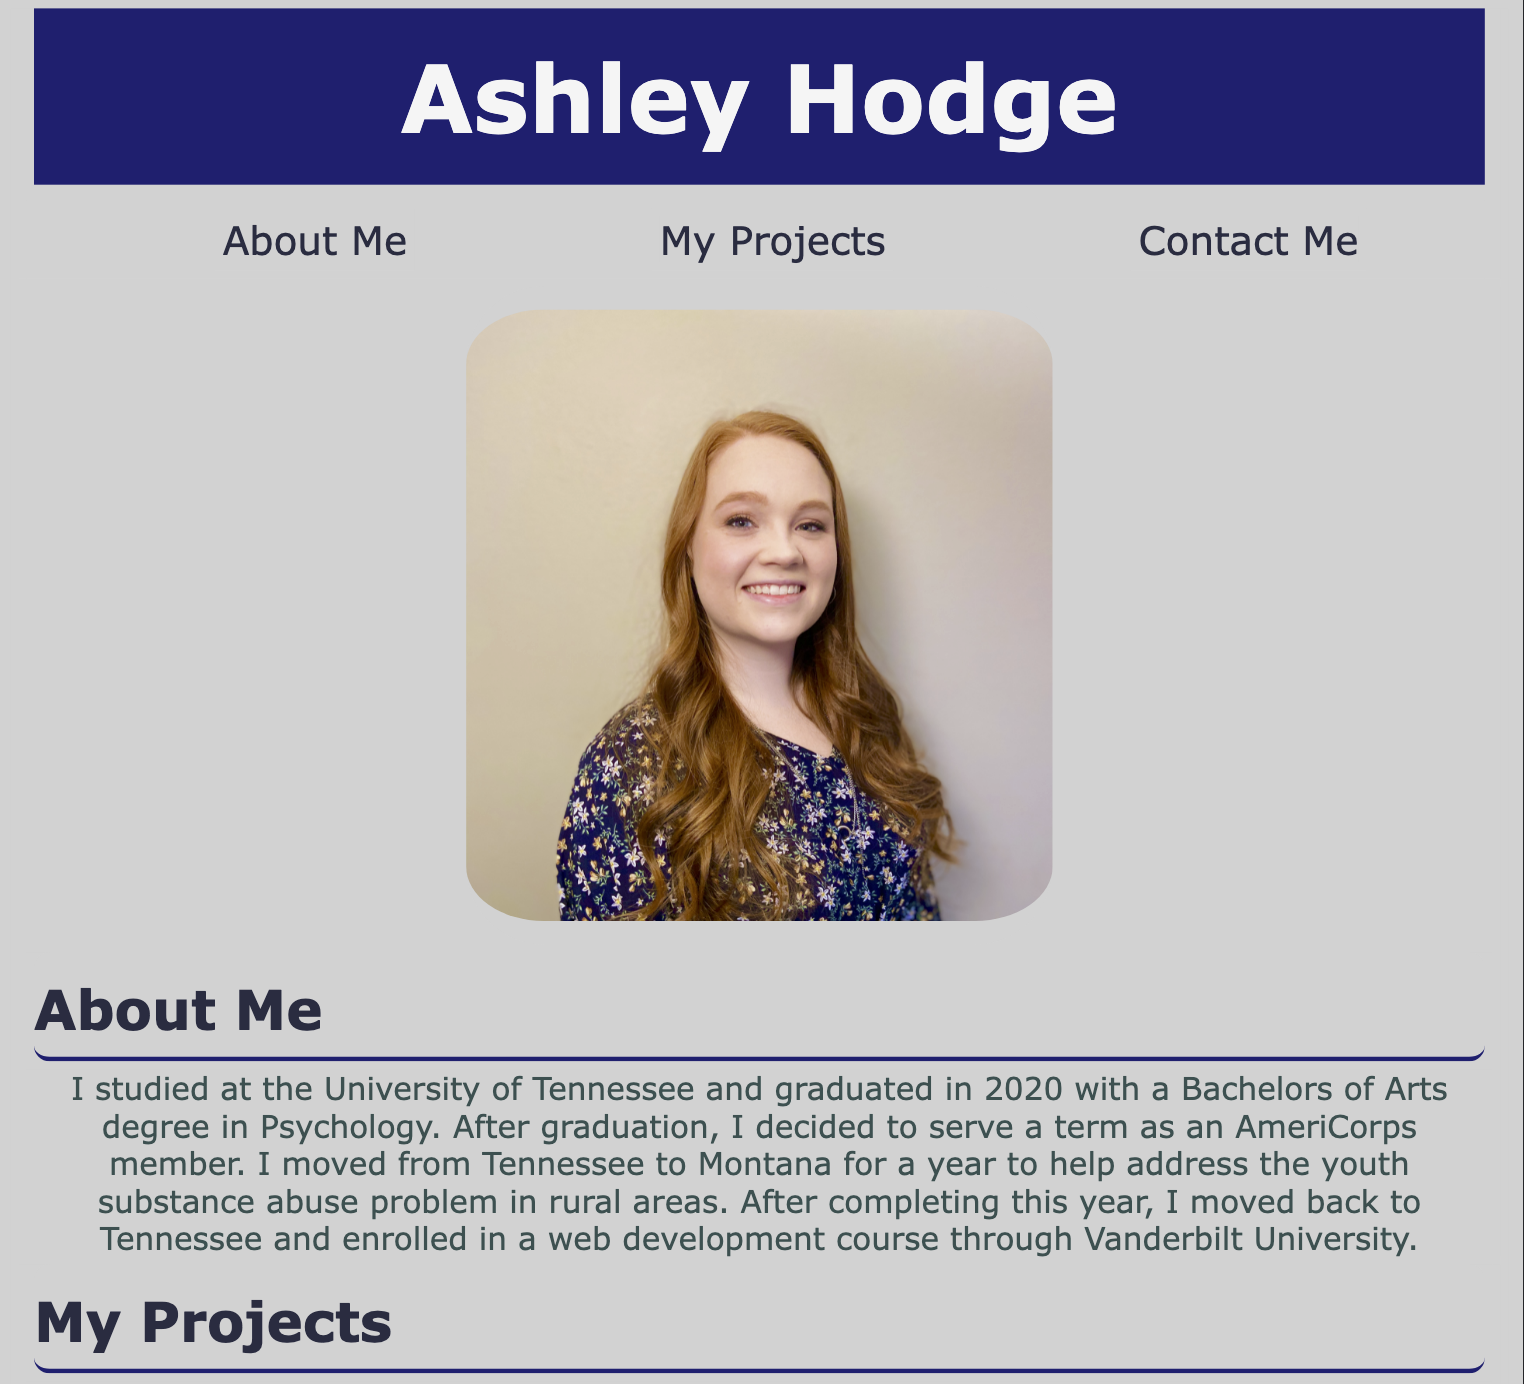 Ashley Hodge
About Me
My Projects
Contact Me
About Me
I studied at the University of Tennessee and graduated in 2020 with a Bachelors of Arts
degree in Psychology. After graduation, I decided to serve a term as an AmeriCorps
member. I moved from Tennessee to Montana for a year to help address the youth
substance abuse problem in rural areas. After completing this year, I moved back to
Tennessee and enrolled in a web development course through Vanderbilt University.
My Projects